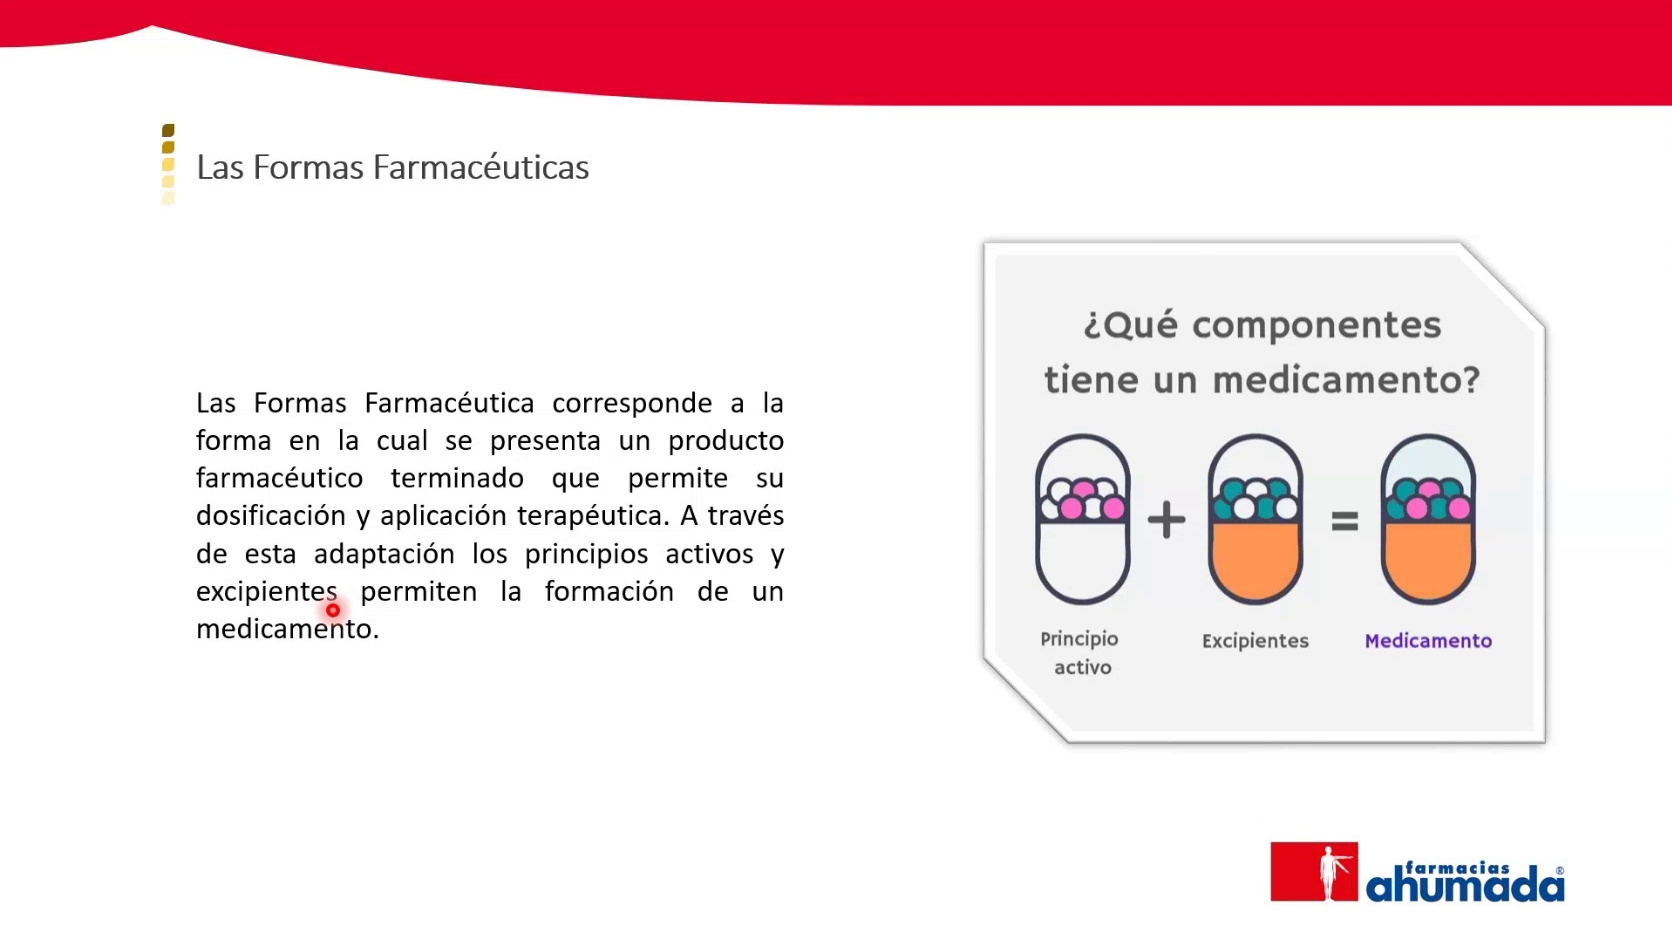 Las Formas Farmacéuticas
Las Formas Farmacéutica corresponde a la
forma en la cual se presenta un producto
farmacéutico terminado que permite su
dosificación y aplicación terapéutica. A través
de esta adaptación los principios activos y
excipientes permiten la formación de un
medicamento.
¿Qué componentes
tiene un medicamento?
+
=
Principio
activo
Excipientes
Medicamento
farmacias
ahumada®